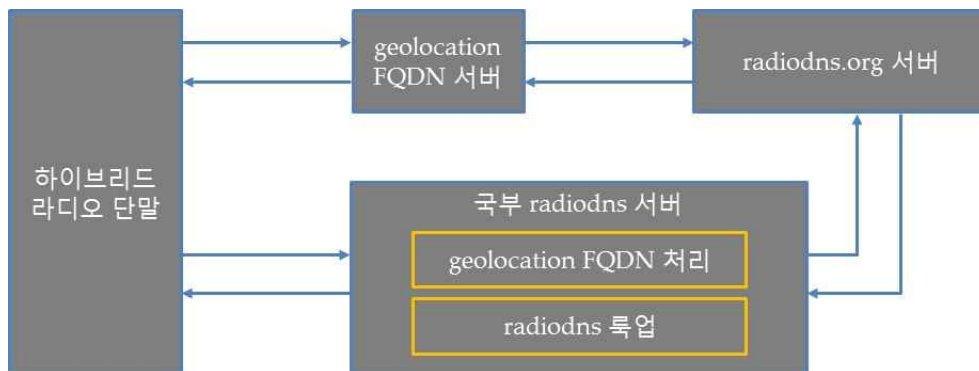 geolocation
FQDN 서버
radiodns.org 서버
하이브리드
라디오 단말
국부 radiodns 서버
geolocation FQDN 처리
radiodns 룩업